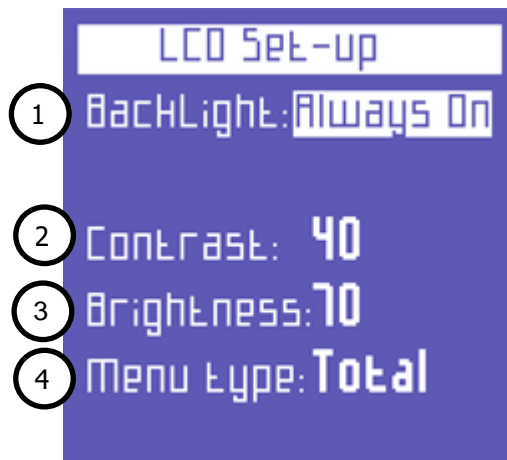 LCD Set-up
1 BackLight: Always On
2 Contrast: 40
3 Brightness: 70
4 Menu type: Total